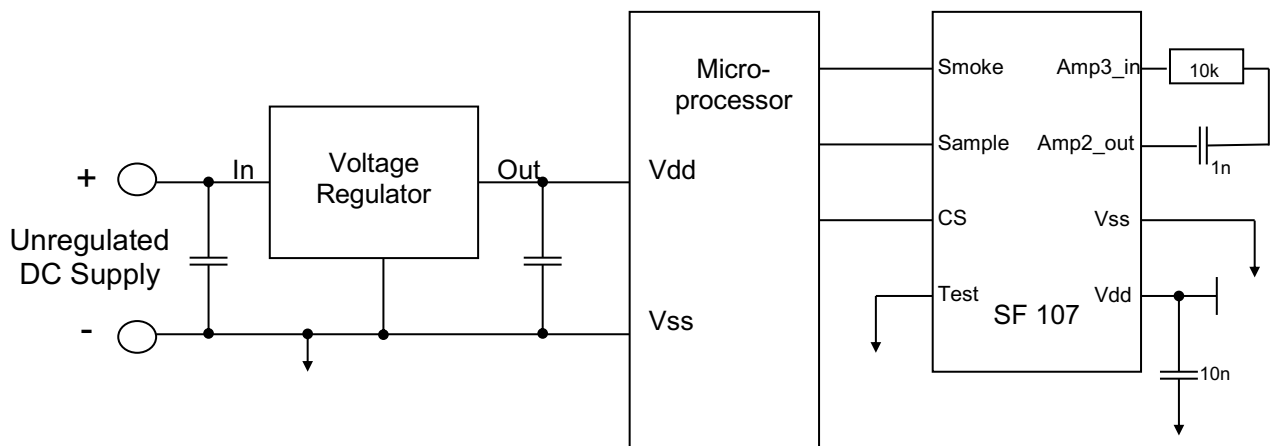 +
Unregulated
DC Supply
-
In
Voltage
Regulator
Out
Micro-
processor
Vdd
Vss
Smoke
Sample
CS
Test
Amp3_in
Amp2_out
Vss
Vdd
SF 107
10k
1n
10n